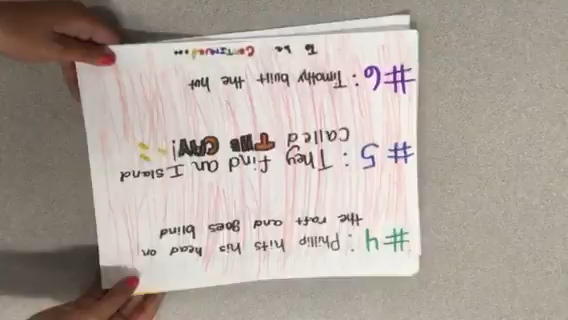 #4: Phillip hits his head on
the raft and goes blind
#5: They find an Island
called THE CAY!
#6: Timothy built the hut
To be Continued...